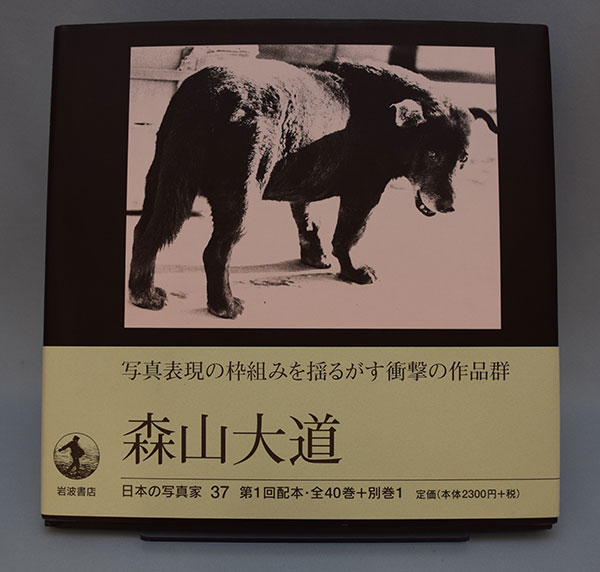 写真表現の枠組みを揺るがす衝撃の作品群
森山大道
岩波書店
日本の写真家 37 第1回配本・全40巻+別巻1 定価(本体2300円+税)